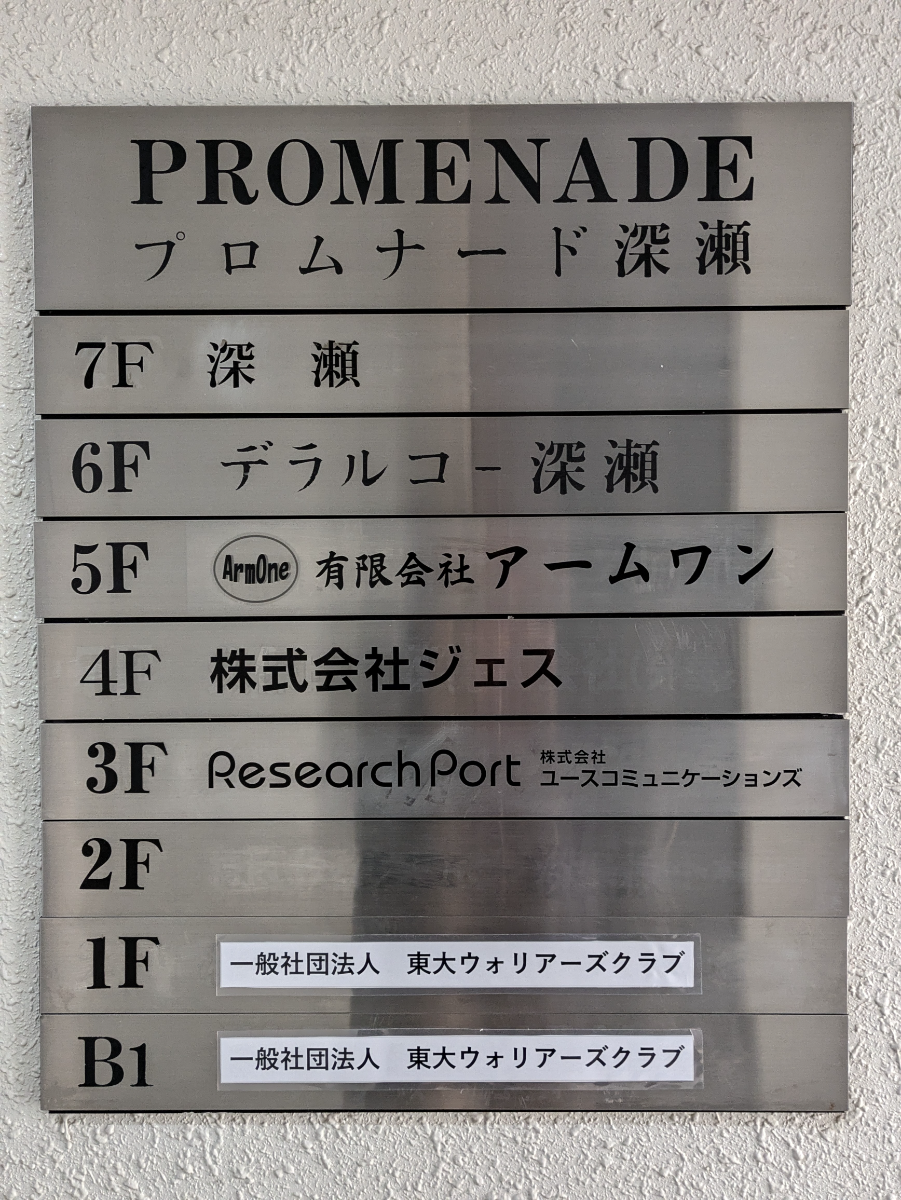 PROMENADE
プロムナード深瀬
7F 深 瀬
6F デラルコー深瀬
5F ArmOne 有限会社アームワン
4F 株式会社ジェス
3F ResearchPort 株式会社
ユースコミュニケーションズ
2F
1F 一般社団法人 東大ウォリアーズクラブ
B1 一般社団法人 東大ウォリアーズクラブ